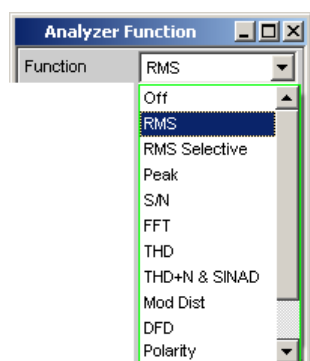 Analyzer Function
Function RMS
Off
RMS
RMS Selective
Peak
S/N
FFT
THD
THD+N & SINAD
Mod Dist
DFD
Polarity